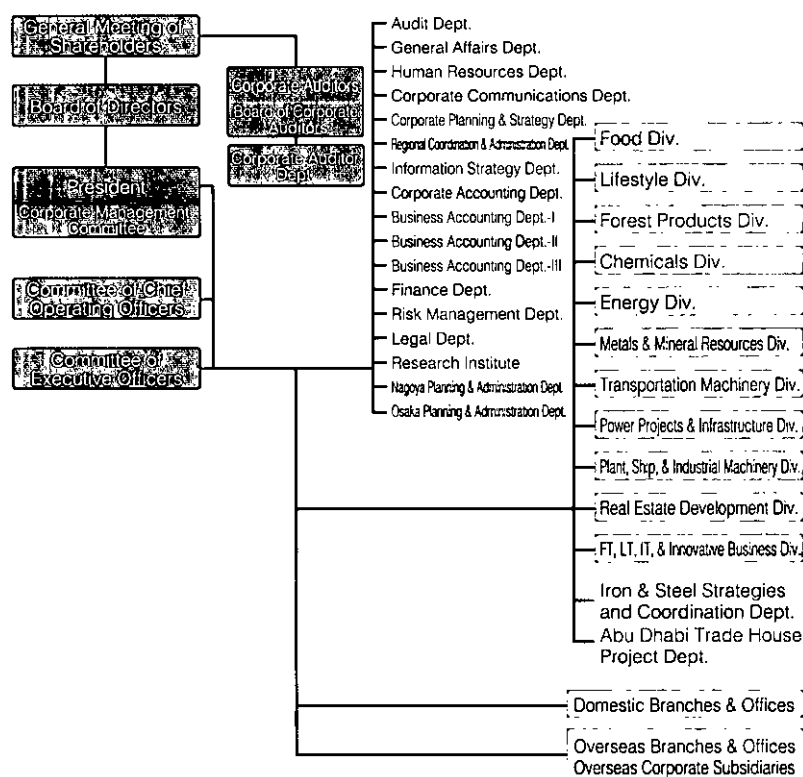 General Meeting of
Shareholders
Board of Directors
President
Corporate Management
Committee
Committee of Chief
Operating Officers
Committee of
Executive Officers
Corporate Auditors
Board of Corporate
Auditors
Corporate Auditor
Dept.
Audit Dept.
General Affairs Dept.
Human Resources Dept.
Corporate Communications Dept.
Corporate Planning & Strategy Dept.
Regional Coordination & Administration Dept.
Information Strategy Dept.
Corporate Accounting Dept.
Business Accounting Dept.-I
Business Accounting Dept.-II
Business Accounting Dept.-III
Finance Dept.
Risk Management Dept.
Legal Dept.
Research Institute
Nagoya Planning & Administration Dept.
Osaka Planning & Administration Dept.
Food Div.
Lifestyle Div.
Forest Products Div.
Chemicals Div.
Energy Div.
Metals & Mineral Resources Div.
Transportation Machinery Div.
Power Projects & Infrastructure Div.
Plant, Ship, & Industrial Machinery Div.
Real Estate Development Div.
FT, LT, IT, & Innovative Business Div.
Iron & Steel Strategies
and Coordination Dept.
Abu Dhabi Trade House
Project Dept.
Domestic Branches & Offices
Overseas Branches & Offices
Overseas Corporate Subsidiaries